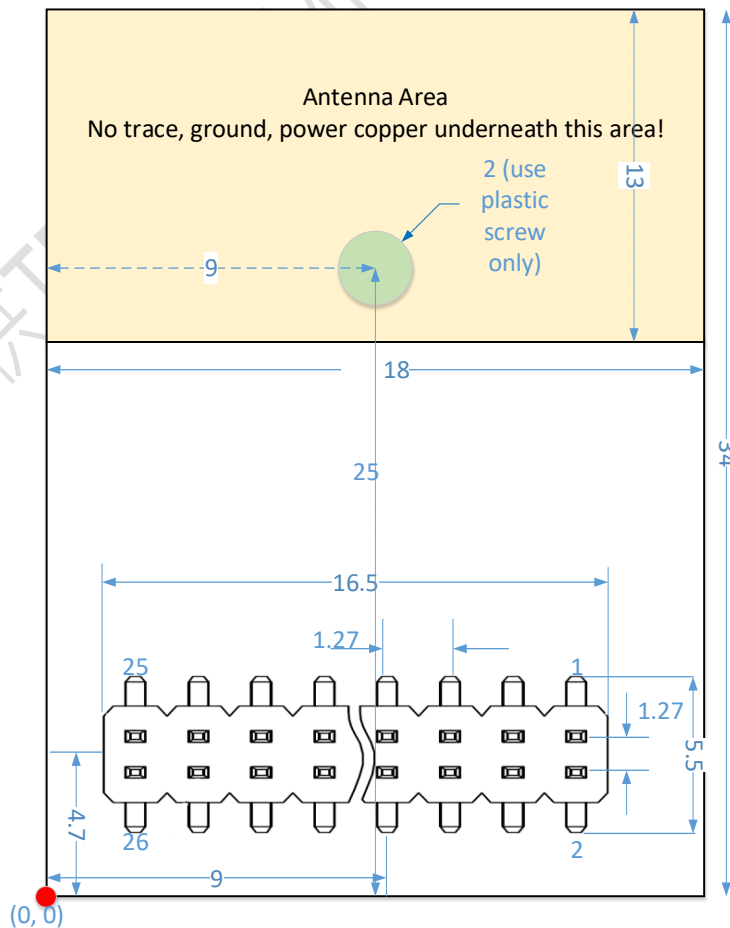 Antenna Area
No trace, ground, power copper underneath this area!
2 (use
plastic
screw
only)
13
9
18
34
25
16.5
1.27
25
1
1.27
5.5
4.7
26
2
9
(0, 0)